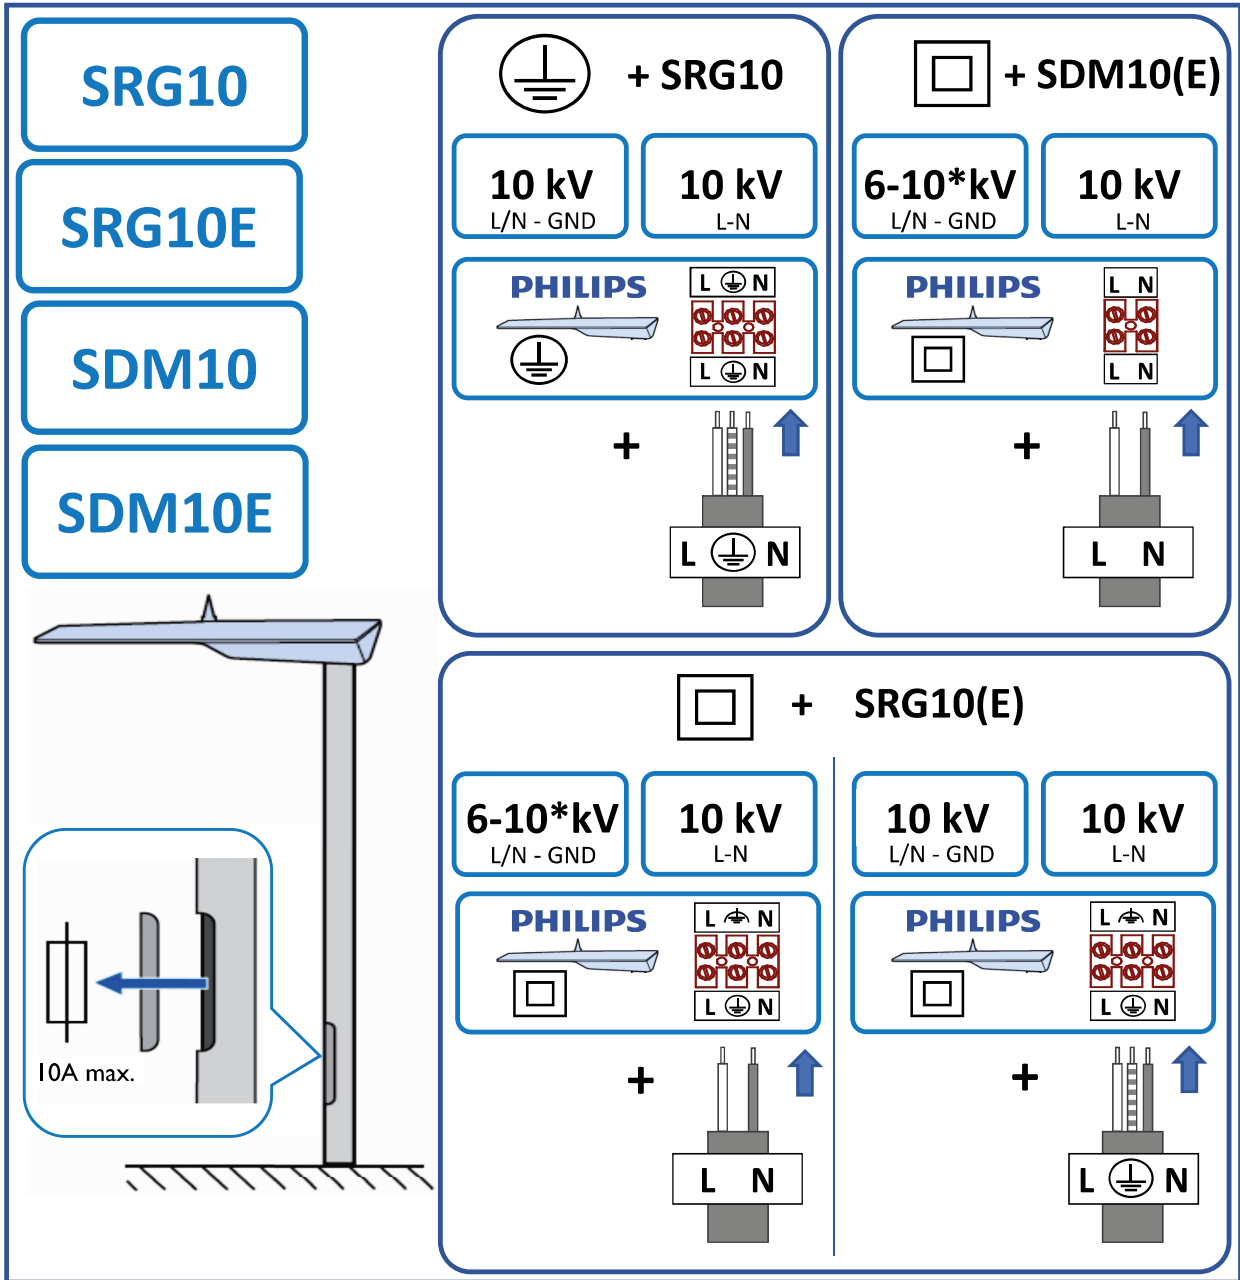 SRG10
SRG10E
SDM10
SDM10E
10A max.
+ SRG10
10 kV
L/N - GND
10 kV
L-N
PHILIPS
L N
L N
+
L N
+ SDM10(E)
6-10*kV
L/N - GND
10 kV
L-N
PHILIPS
L N
L N
+
L N
+ SRG10(E)
6-10*kV
L/N - GND
10 kV
L-N
PHILIPS
L N
L N
+
L N
10 kV
L/N - GND
10 kV
L-N
PHILIPS
L N
L N
+
L N